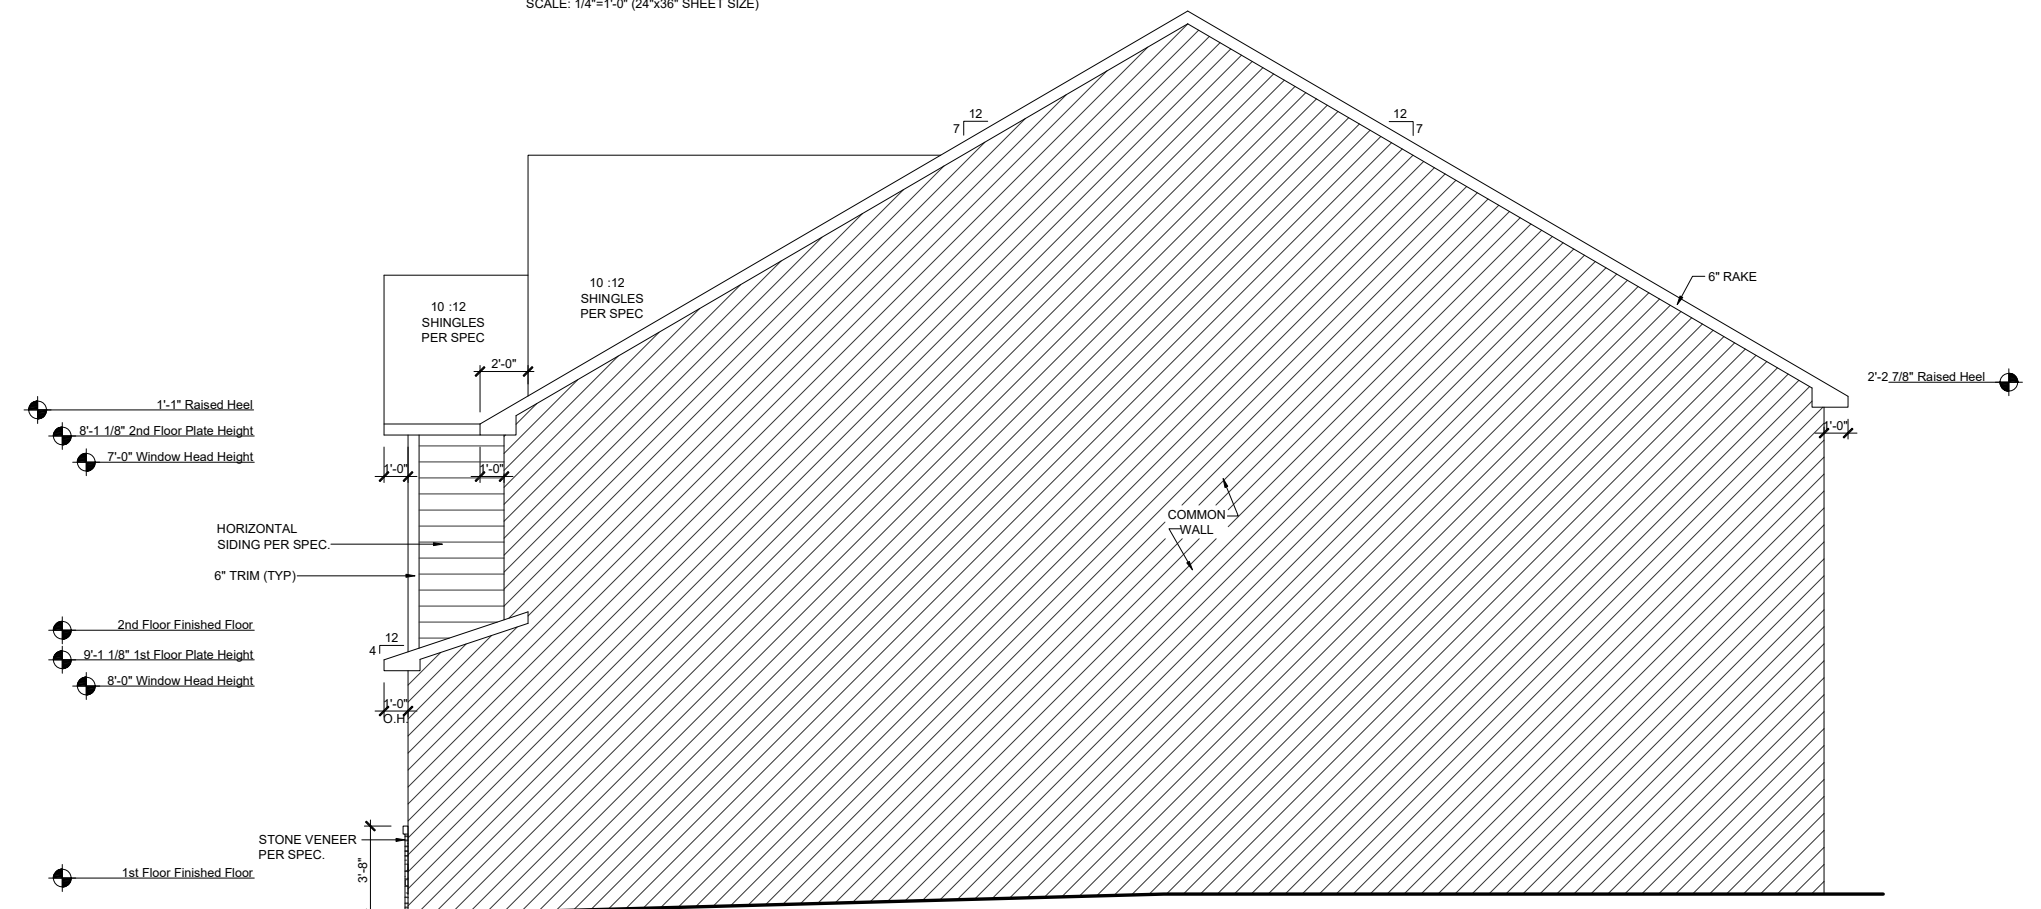 SCALE: 1/4"=1'-0" (24"x36" SHEET SIZE)
12
7
12
7
6" RAKE
10 :12
SHINGLES
PER SPEC
10 :12
SHINGLES
PER SPEC
2'-0"
2'-2 7/8" Raised Heel
1'-1" Raised Heel
8'-1 1/8" 2nd Floor Plate Height
7'-0" Window Head Height
1'-0"
1'-0"
1'-0"
COMMON
WALL
HORIZONTAL
SIDING PER SPEC.
6" TRIM (TYP)
2nd Floor Finished Floor
12
4
9'-1 1/8" 1st Floor Plate Height
8'-0" Window Head Height
1'-0"
O.H.
STONE VENEER
PER SPEC.
3'-8"
1st Floor Finished Floor